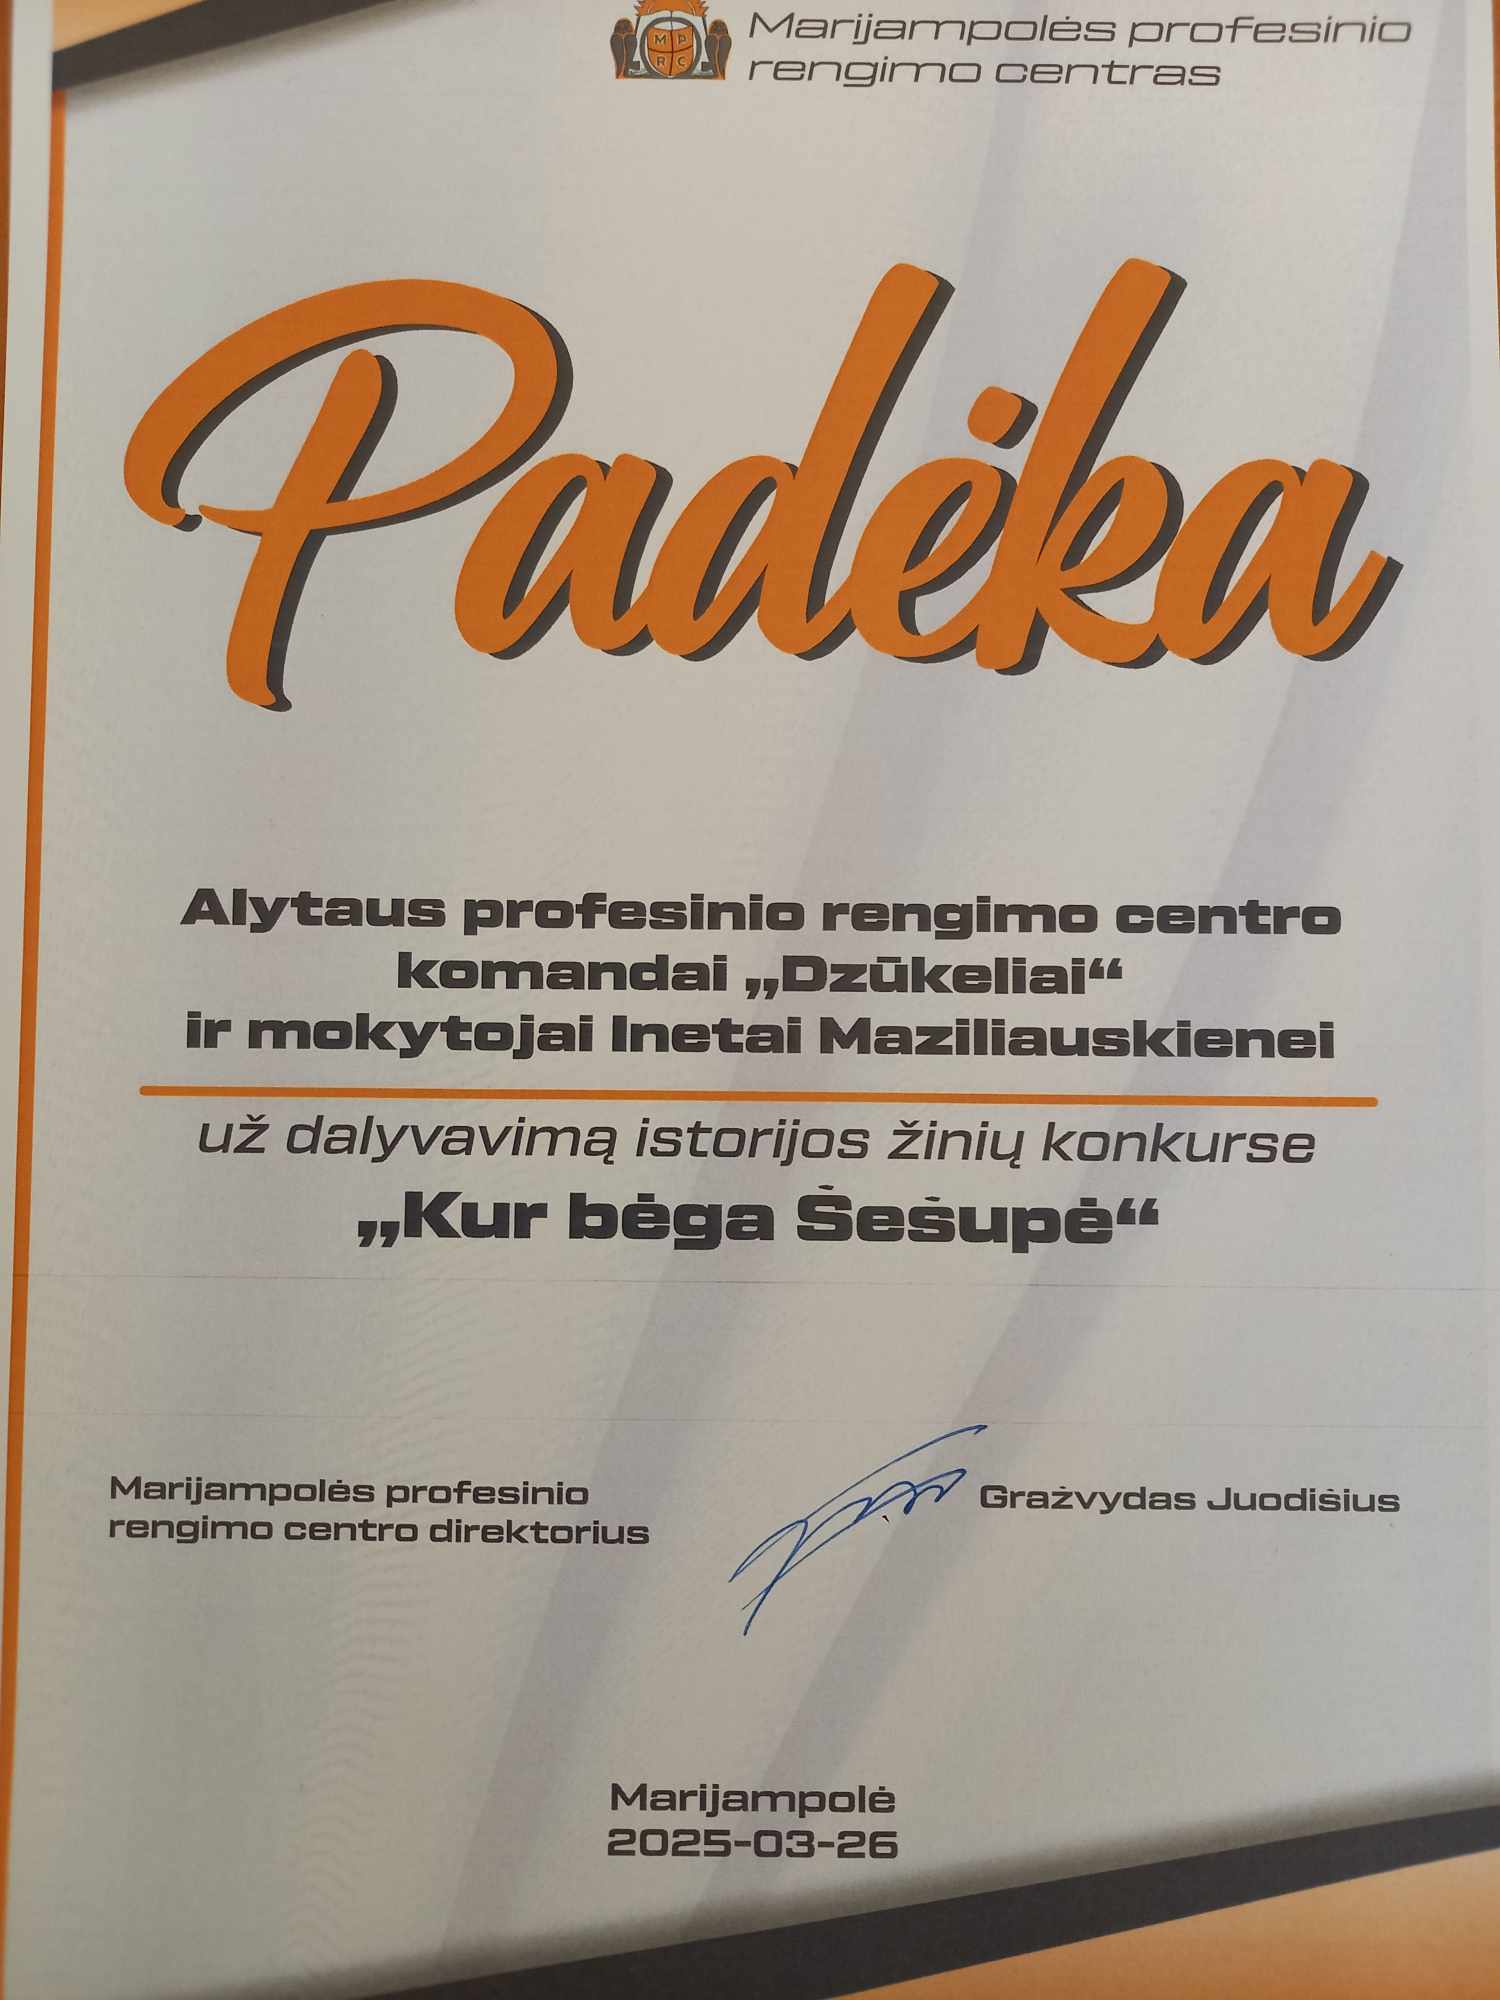 M P
R C
Marijampolės profesinio
rengimo centras
Padėka
Alytaus profesinio rengimo centro
komandai „Dzūkeliai“
ir mokytojai Inetai Maziliauskienei
už dalyvavimą istorijos žinių konkurse
„Kur bėga Šešupė“
Marijampolės profesinio
rengimo centro direktorius
Gražvydas Juodišius
Marijampolė
2025-03-26